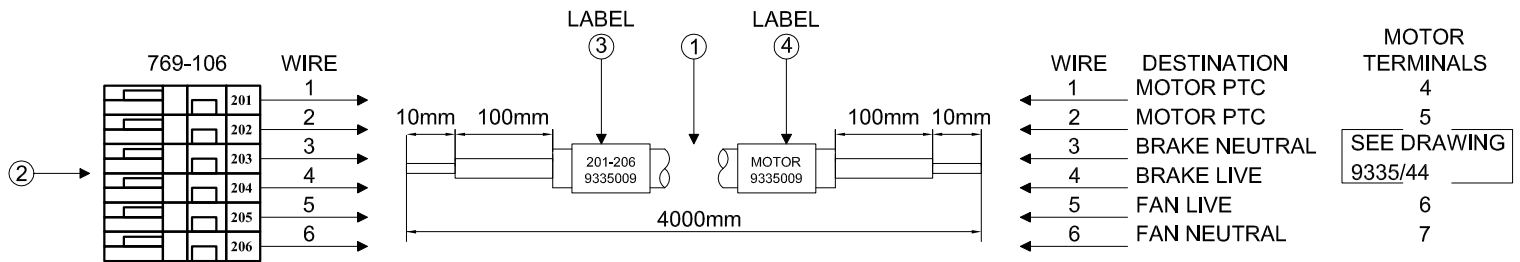 769-106
WIRE
201
202
203
204
205
206
1
2
3
4
5
6
2
LABEL
3
1
LABEL
4
10mm
100mm
100mm
10mm
201-206
9335009
MOTOR
9335009
4000mm
WIRE DESTINATION MOTOR TERMINALS
1 MOTOR PTC 4
2 MOTOR PTC 5
3 BRAKE NEUTRAL SEE DRAWING
4 BRAKE LIVE 9335/44
5 FAN LIVE 6
6 FAN NEUTRAL 7